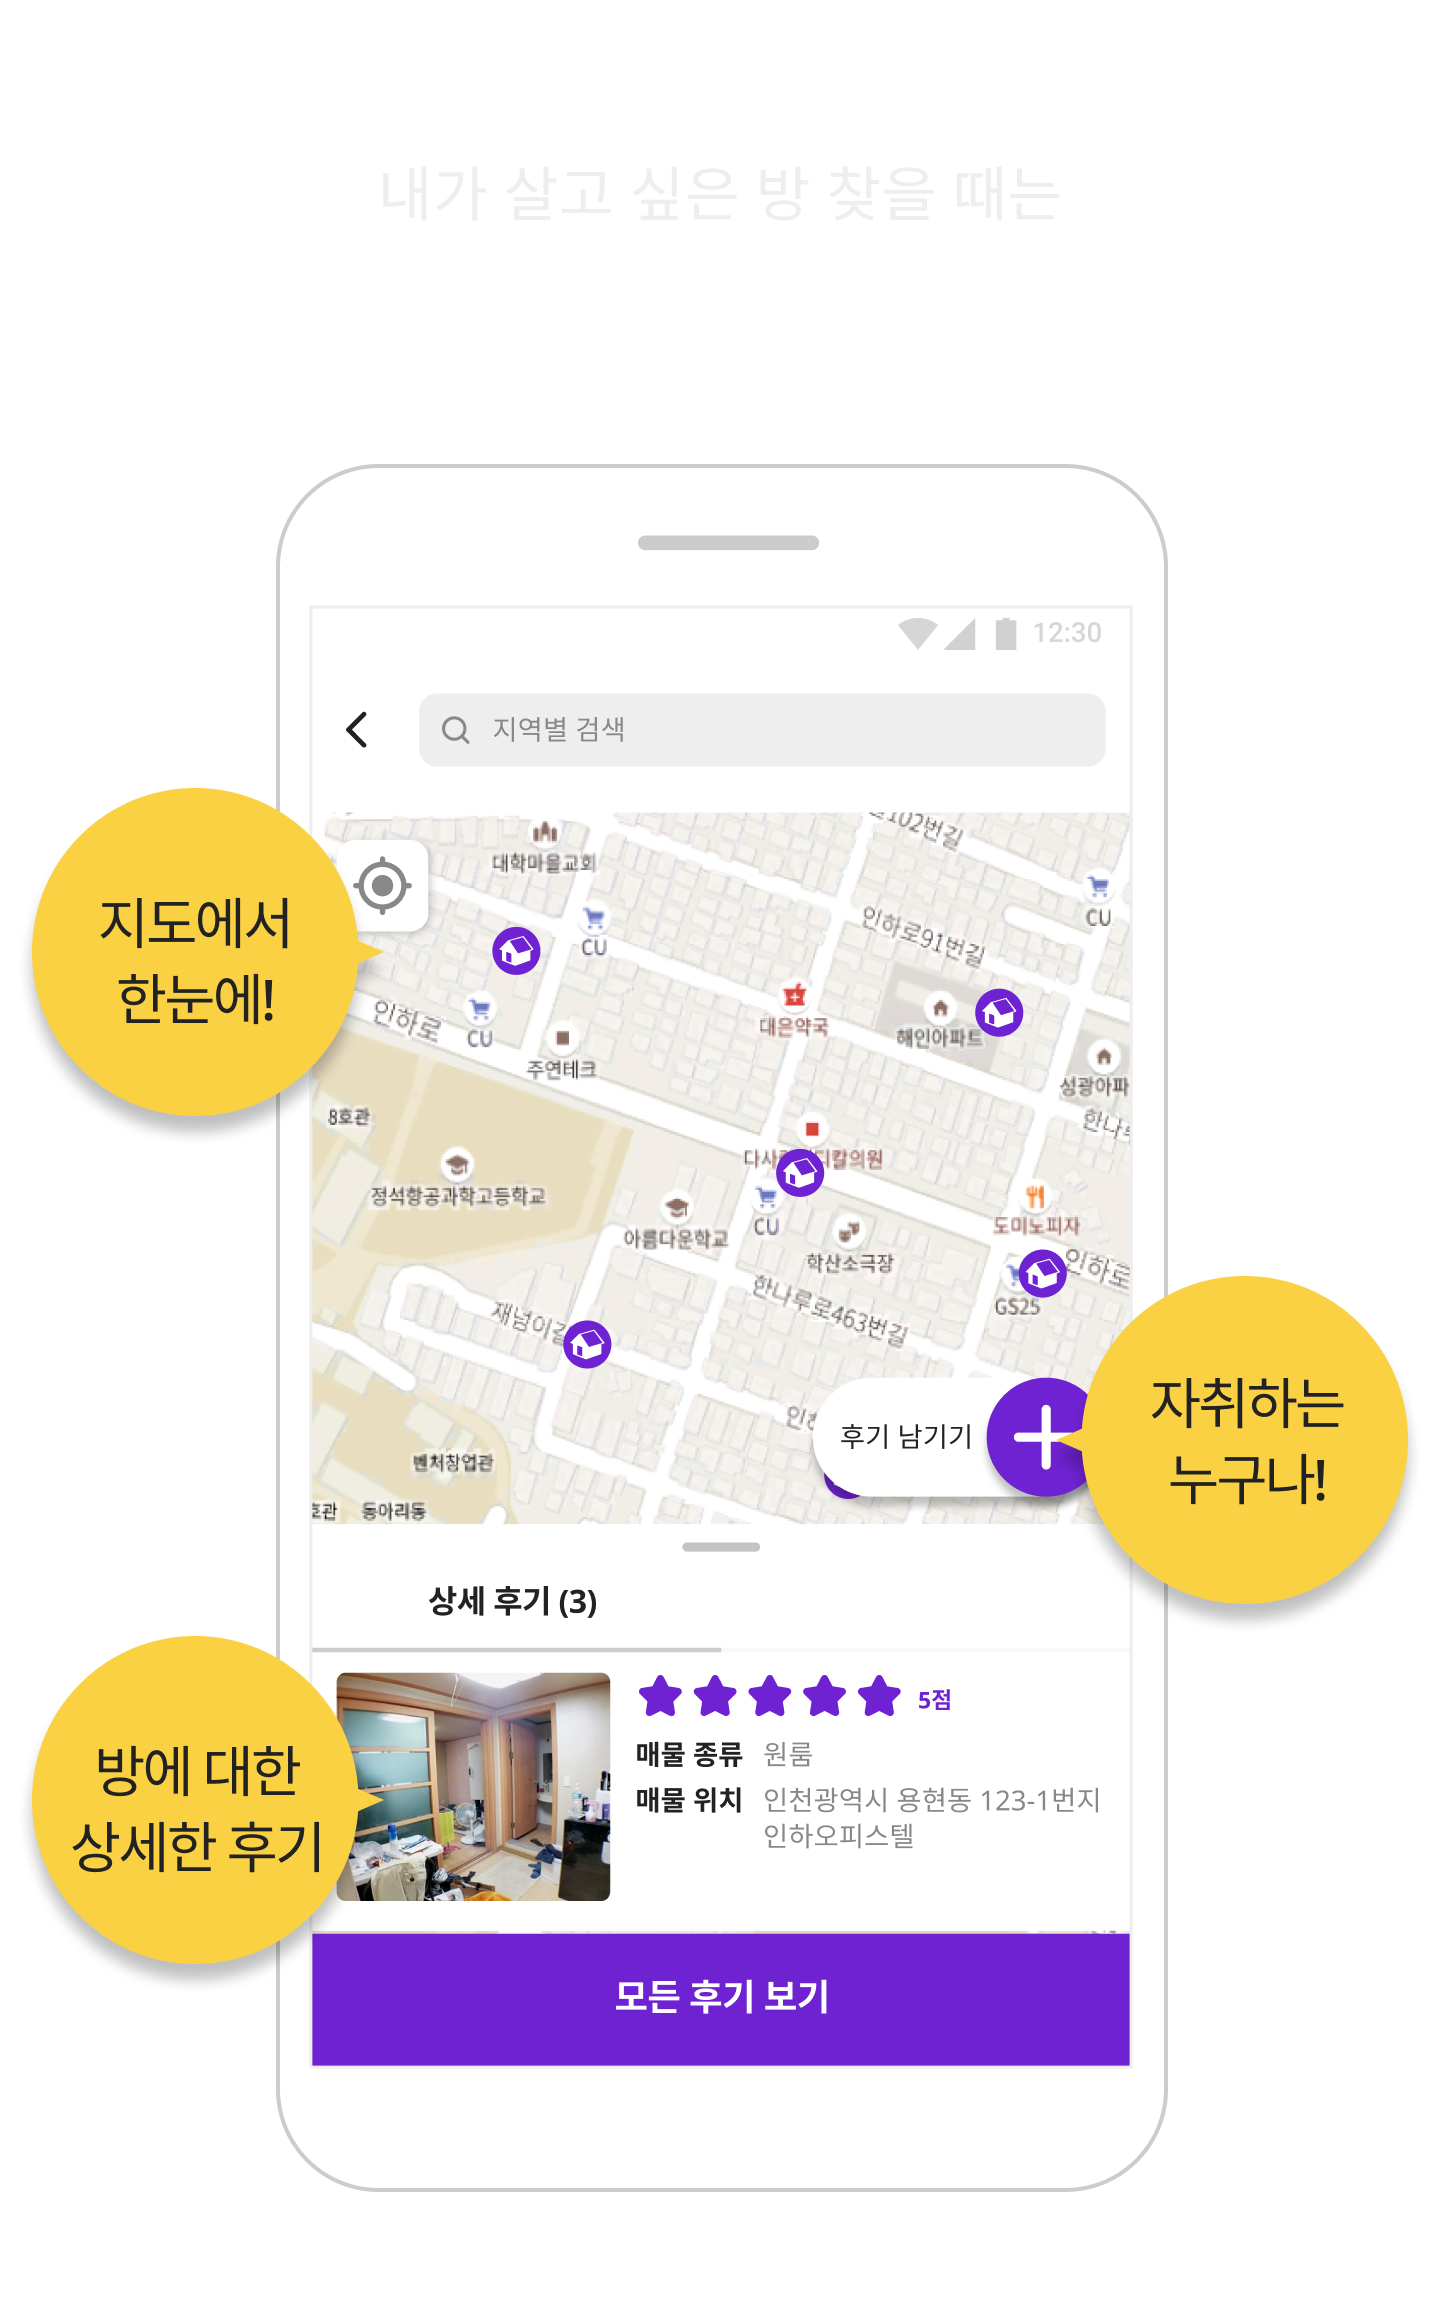 내가 살고 싶은 방 찾을 때는
12:30
지역별 검색
102번길
대학마을교회
CU
CU
인하로91번길
지도에서
한눈에!
인하로
CU
대은약국
해인아파트
주연테크
성광아파
8호관
한나루
다사 디칼의원
정석항공과학고등학교
CU
도미노피자
아름다운학교
학산소극장
인하로
GS25
한나루로463번길
재넘이길
자취하는
누구나!
후기 남기기
벤처창업관
호관
동아리동
상세 후기 (3)
5점
매물 종류 원룸
매물 위치 인천광역시 용현동 123-1번지
인하오피스텔
방에 대한
상세한 후기
모든 후기 보기